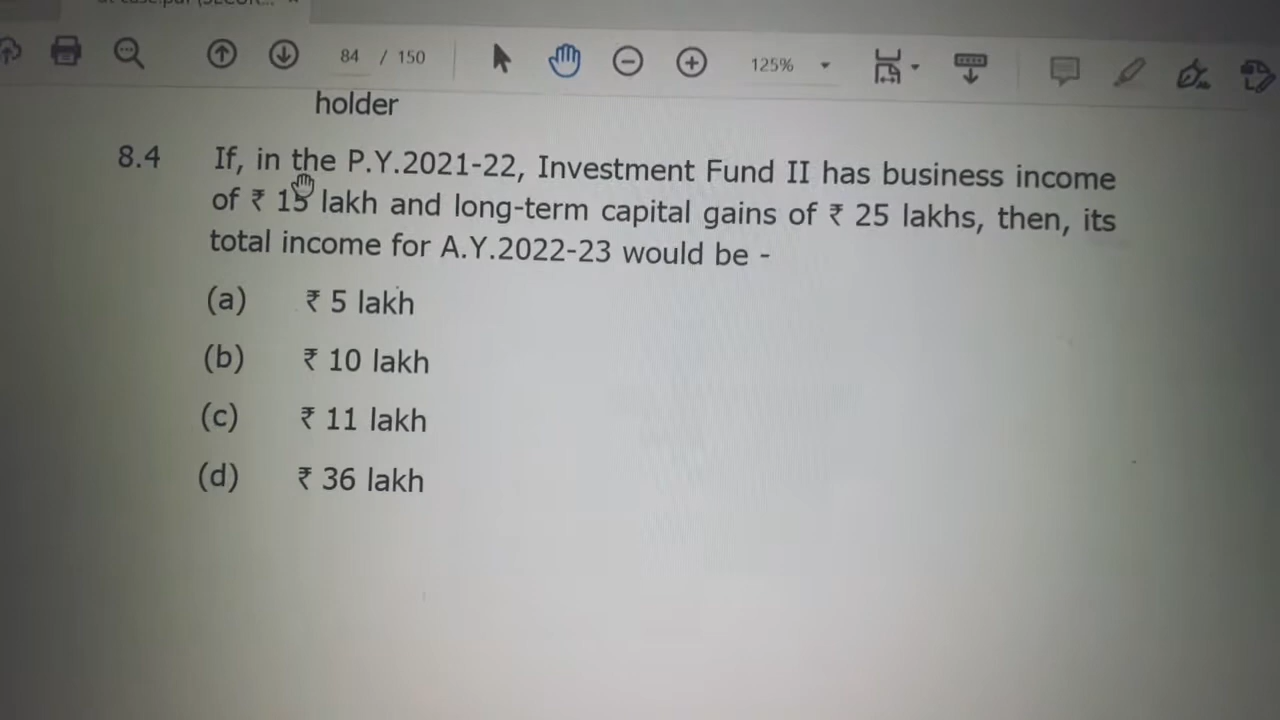 84 / 150
125%
holder
8.4 If, in the P.Y.2021-22, Investment Fund II has business income
of ₹ 15 lakh and long-term capital gains of ₹ 25 lakhs, then, its
total income for A.Y.2022-23 would be -
(a) ₹ 5 lakh
(b) ₹ 10 lakh
(c) ₹ 11 lakh
(d) ₹ 36 lakh